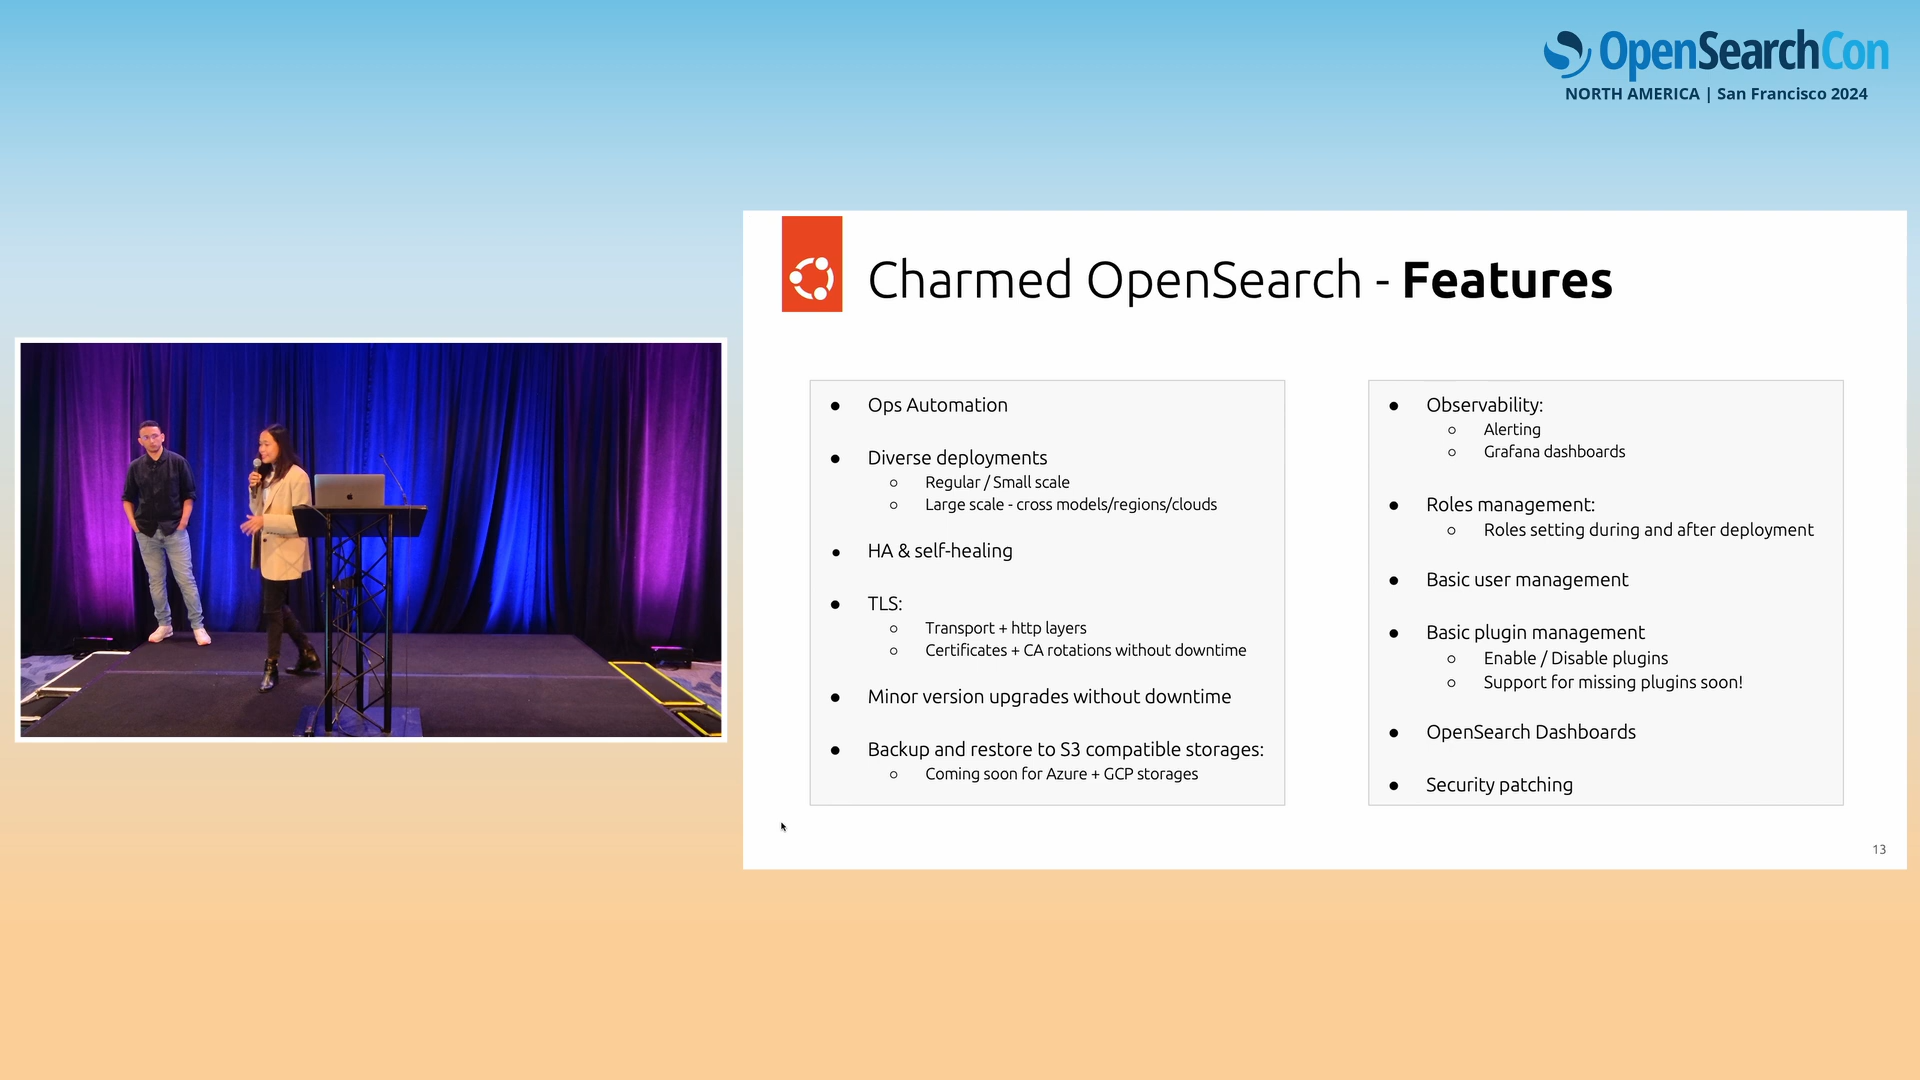 OpenSearchCon
NORTH AMERICA | San Francisco 2024
Charmed OpenSearch - Features
● Ops Automation
● Diverse deployments
○ Regular / Small scale
○ Large scale - cross models/regions/clouds
● HA & self-healing
● TLS:
○ Transport + http layers
○ Certificates + CA rotations without downtime
● Minor version upgrades without downtime
● Backup and restore to S3 compatible storages:
○ Coming soon for Azure + GCP storages
● Observability:
○ Alerting
○ Grafana dashboards
● Roles management:
○ Roles setting during and after deployment
● Basic user management
● Basic plugin management
○ Enable / Disable plugins
○ Support for missing plugins soon!
● OpenSearch Dashboards
● Security patching
13